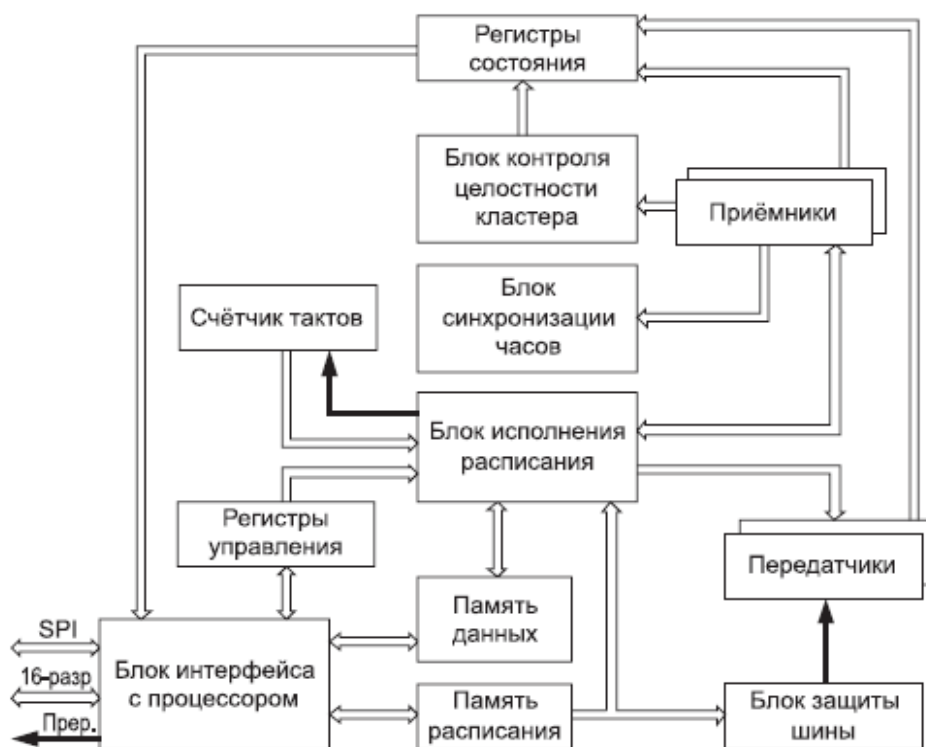 Регистры
состояния
Блок контроля
целостности
кластера
Приёмники
Блок
синхронизации
часов
Счётчик тактов
Блок исполнения
расписания
Регистры
управления
Передатчики
Память
данных
SPI
16-разр
Прер.
Блок интерфейса
с процессором
Память
расписания
Блок защиты
шины